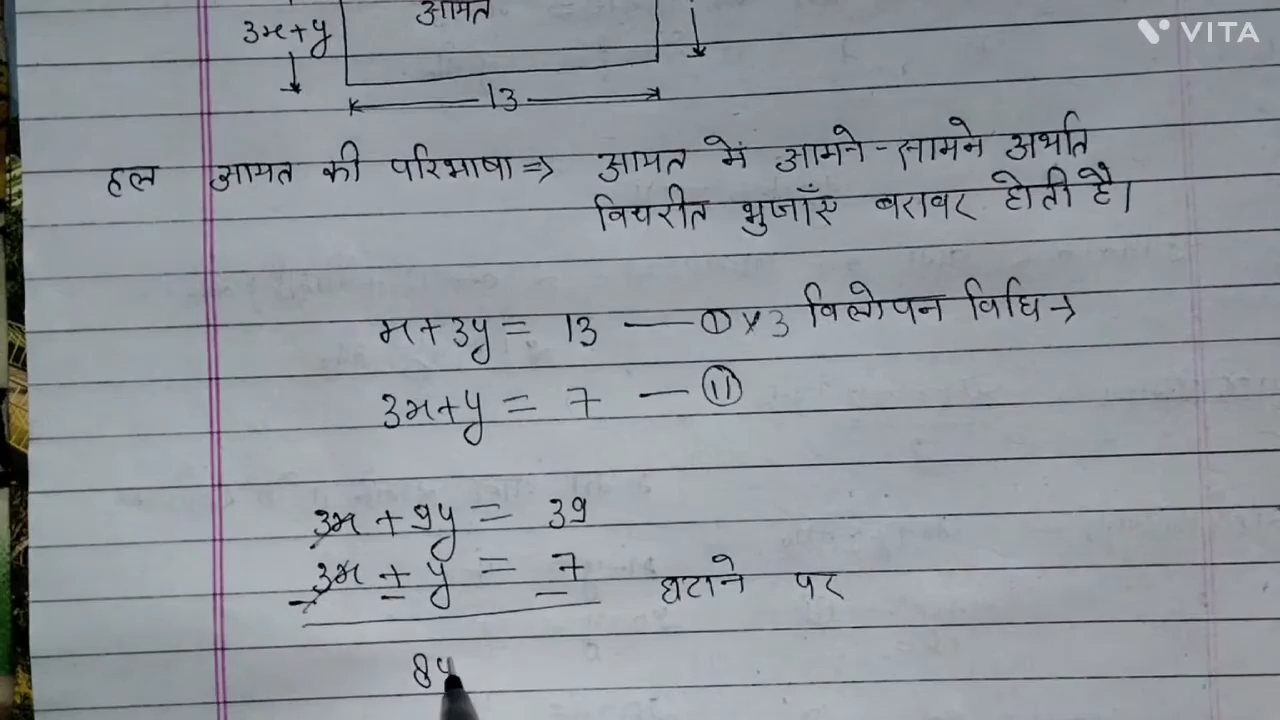 VITA
आयत
3x+y
13
हल आयत की परिभाषा⇒ आयत में आमने-सामने अर्थात
विपरीत भुजाएँ बराबर होती है।
x+3y = 13 — ①×3 विलोपन विधि→
3x+y = 7 — ⑪
3x + 9y = 39
3x + y = 7 घटाने पर
- - -
8y